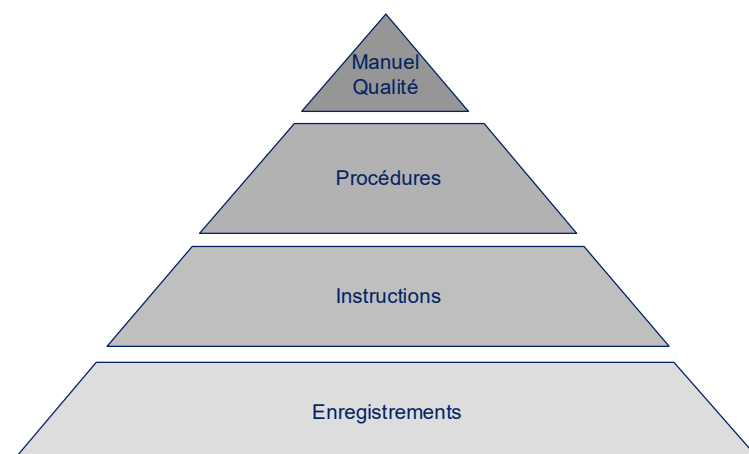 Manuel
Qualité
Procédures
Instructions
Enregistrements